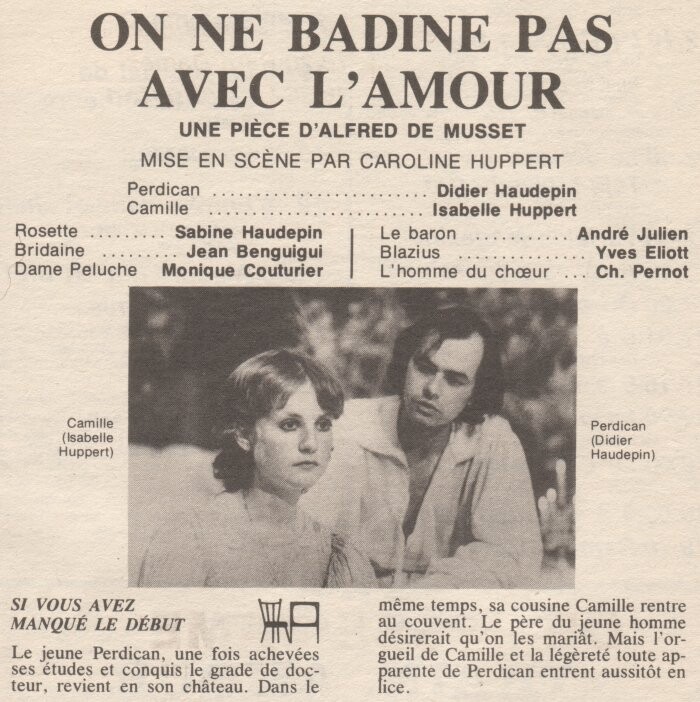 ON NE BADINE PAS
AVEC L'AMOUR
UNE PIÈCE D'ALFRED DE MUSSET
MISE EN SCÈNE PAR CAROLINE HUPPERT
Perdican ........................ Didier Haudepin
Camille ........................ Isabelle Huppert
Rosette ......... Sabine Haudepin
Bridaine ......... Jean Benguigui
Dame Peluche Monique Couturier
Le baron ........... André Julien
Blazius .............. Yves Eliott
L'homme du chœur ... Ch. Pernot
Camille
(Isabelle
Huppert)
Perdican
(Didier
Haudepin)
SI VOUS AVEZ
MANQUÉ LE DÉBUT
Le jeune Perdican, une fois achevées
ses études et conquis le grade de doc-
teur, revient en son château. Dans le
même temps, sa cousine Camille rentre
au couvent. Le père du jeune homme
désirerait qu'on les mariât. Mais l'or-
gueil de Camille et la légèreté toute ap-
parente de Perdican entrent aussitôt en
lice.